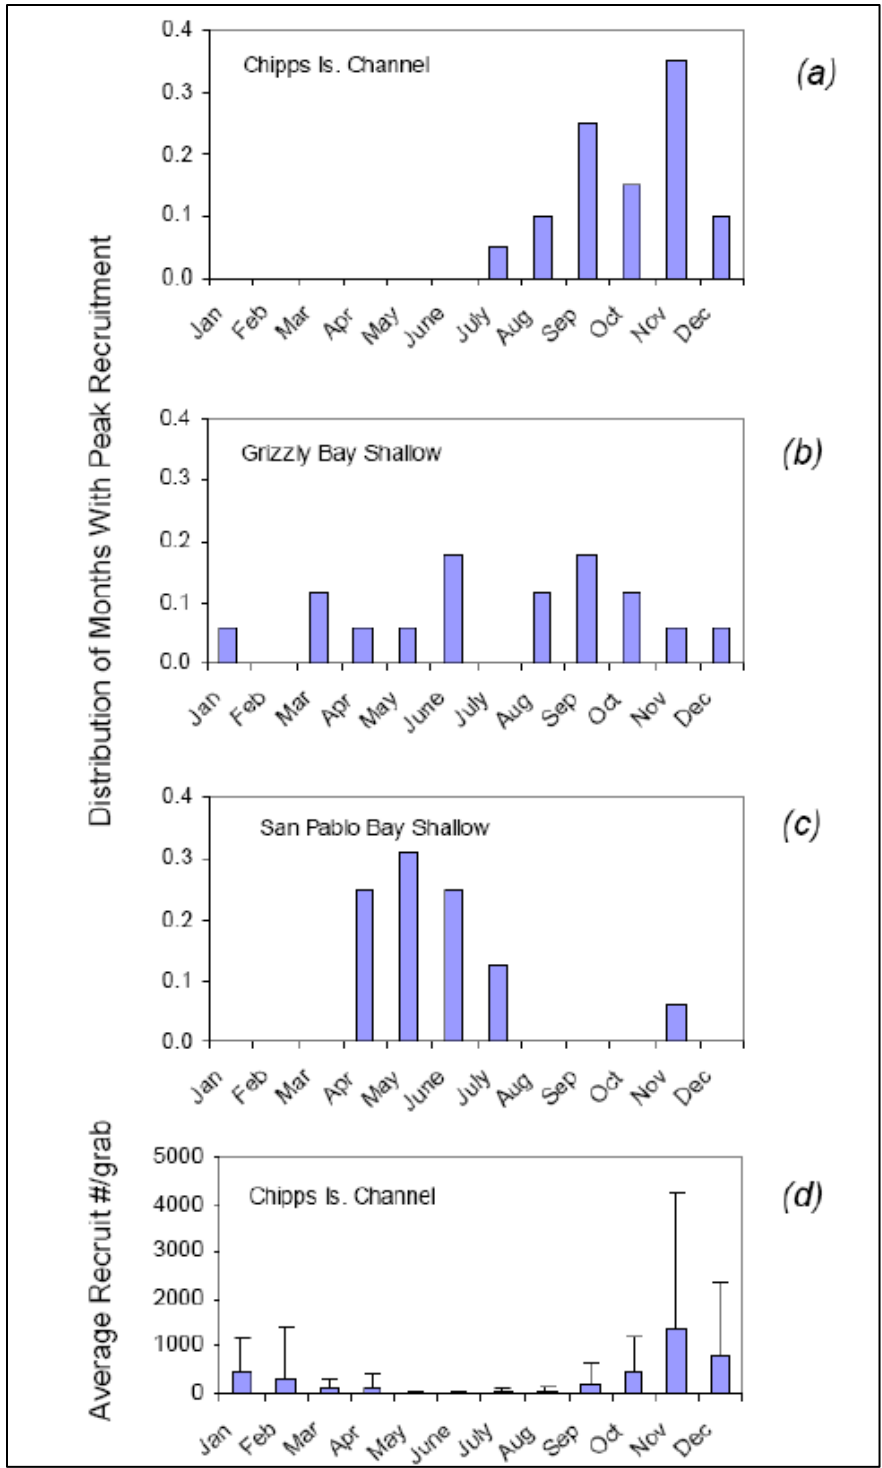 Distribution of Months With Peak Recruitment
Chipps Is. Channel
(a)
0.4
0.3
0.2
0.1
0.0
Jan Feb Mar Apr May June July Aug Sep Oct Nov Dec
Grizzly Bay Shallow
(b)
0.4
0.3
0.2
0.1
0.0
Jan Feb Mar Apr May June July Aug Sep Oct Nov Dec
San Pablo Bay Shallow
(c)
0.4
0.3
0.2
0.1
0.0
Jan Feb Mar Apr May June July Aug Sep Oct Nov Dec
Average Recruit #/grab
Chipps Is. Channel
(d)
5000
4000
3000
2000
1000
0
Jan Feb Mar Apr May June July Aug Sep Oct Nov Dec